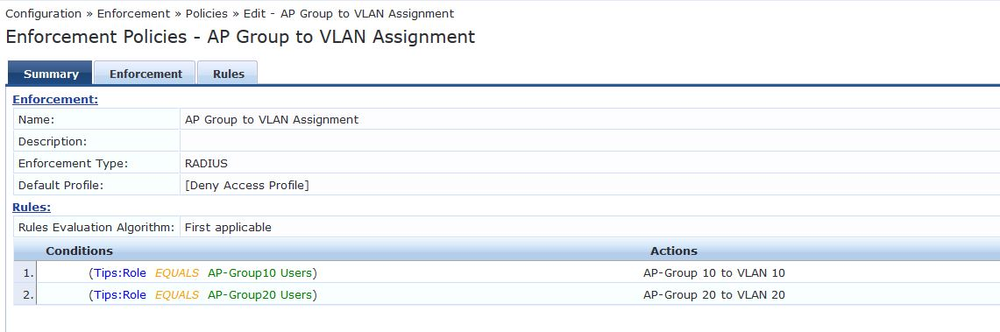 Configuration » Enforcement » Policies » Edit - AP Group to VLAN Assignment
Enforcement Policies - AP Group to VLAN Assignment
Summary Enforcement Rules
Enforcement:
Name: AP Group to VLAN Assignment
Description:
Enforcement Type: RADIUS
Default Profile: [Deny Access Profile]
Rules:
Rules Evaluation Algorithm: First applicable
Conditions Actions
1. (Tips:Role EQUALS AP-Group10 Users) AP-Group 10 to VLAN 10
2. (Tips:Role EQUALS AP-Group20 Users) AP-Group 20 to VLAN 20